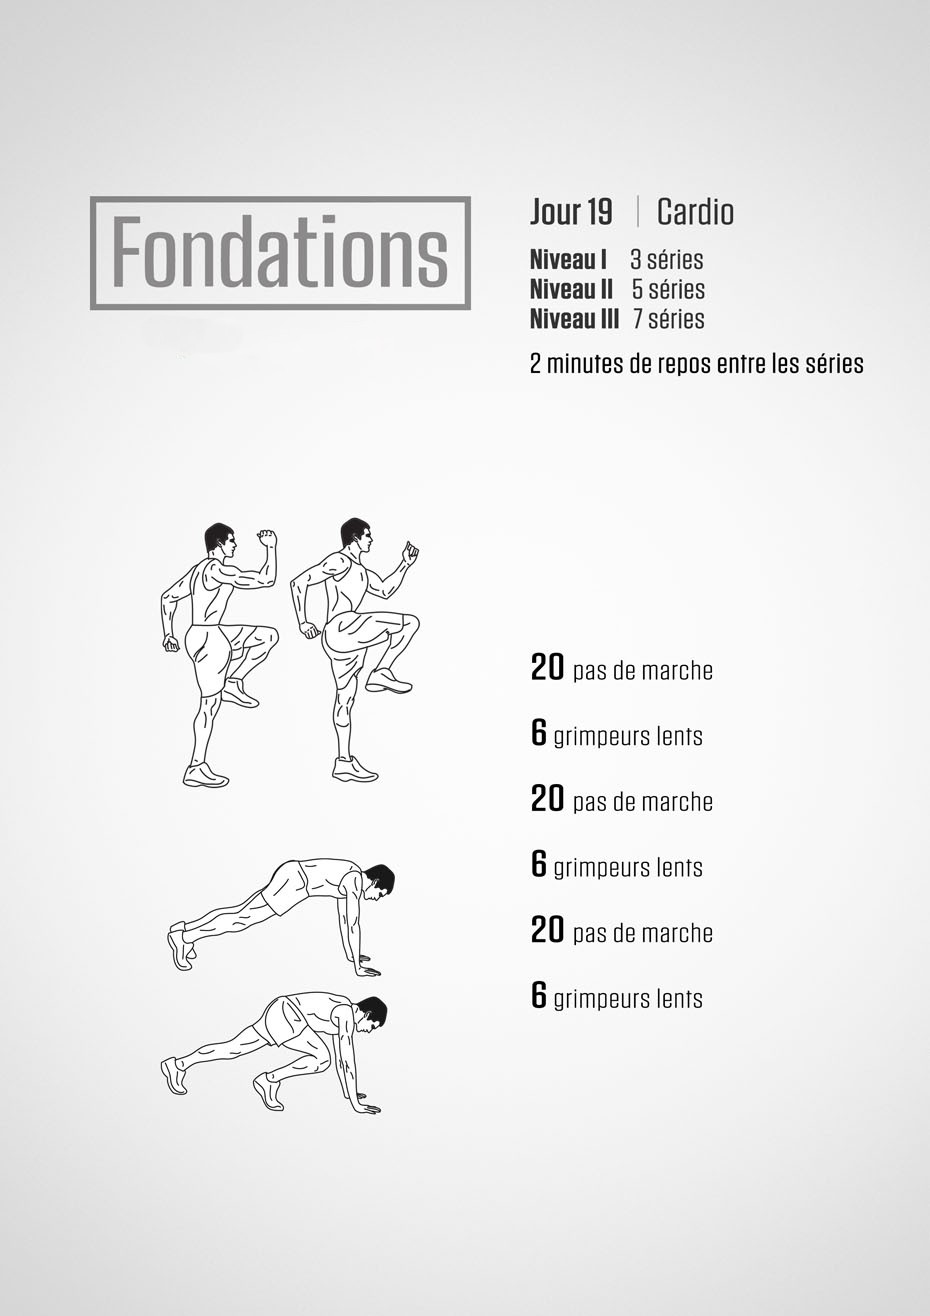 Fondations
Jour 19 | Cardio
Niveau I 3 séries
Niveau II 5 séries
Niveau III 7 séries
2 minutes de repos entre les séries
20 pas de marche
6 grimpeurs lents
20 pas de marche
6 grimpeurs lents
20 pas de marche
6 grimpeurs lents